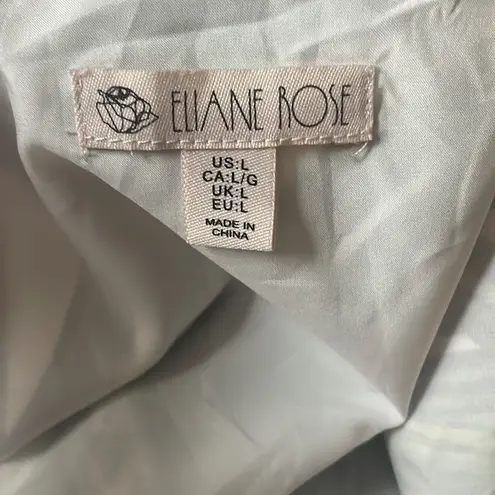 ELIANE ROSE
US:L
CA:L/G
UK:L
EU:L
MADE IN
CHINA